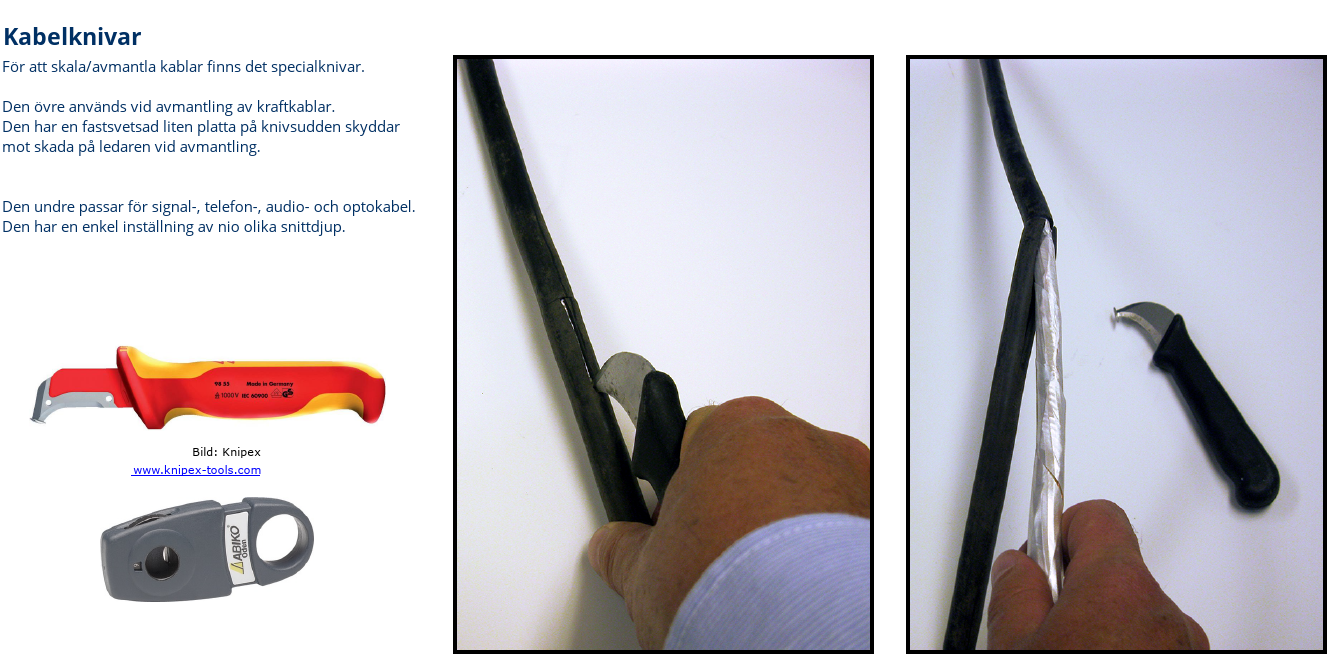 Kabelknivar
För att skala/avmantla kablar finns det specialknivar.
Den övre används vid avmantling av kraftkablar.
Den har en fastsvetsad liten platta på knivsudden skyddar
mot skada på ledaren vid avmantling.
Den undre passar för signal-, telefon-, audio- och optokabel.
Den har en enkel inställning av nio olika snittdjup.
98 55 Made in Germany
1000V IEC 60900
Bild: Knipex
www.knipex-tools.com
ABIKO
Oden